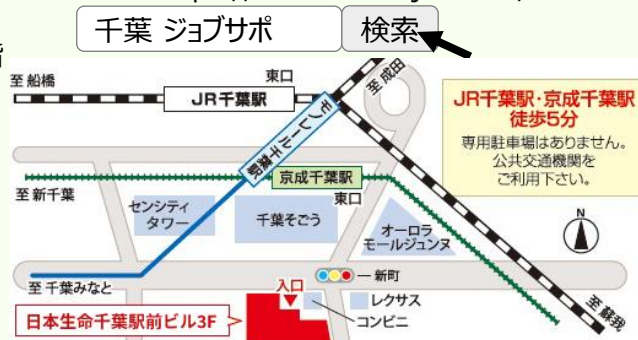 千葉 ジョブサポ
検索
至 船橋
東口
至 成田
JR千葉駅
モノレール千葉駅
JR千葉駅・京成千葉駅
徒歩5分
専用駐車場はありません。
公共交通機関を
ご利用下さい。
京成千葉駅
東口
至 新千葉
センシティ
タワー
千葉そごう
オーロラ
モールジュンヌ
N
至 千葉みなと
新町
入口
レクサス
コンビニ
至 蘇我
日本生命千葉駅前ビル3F